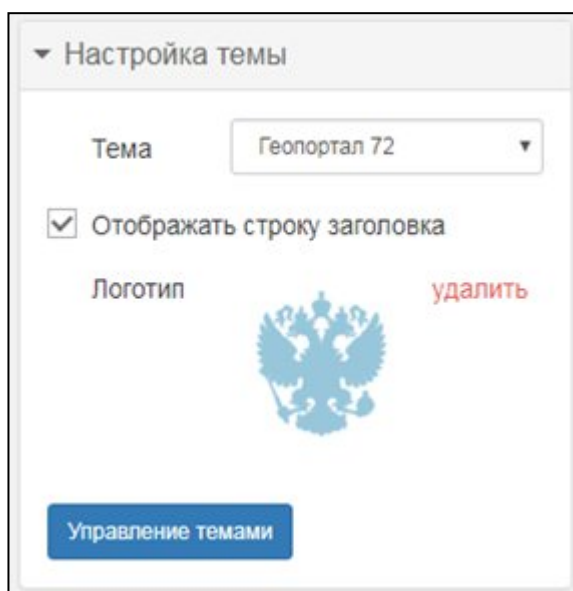 Настройка темы
Тема Геопортал 72
Отображать строку заголовка
Логотип удалить
Управление темами